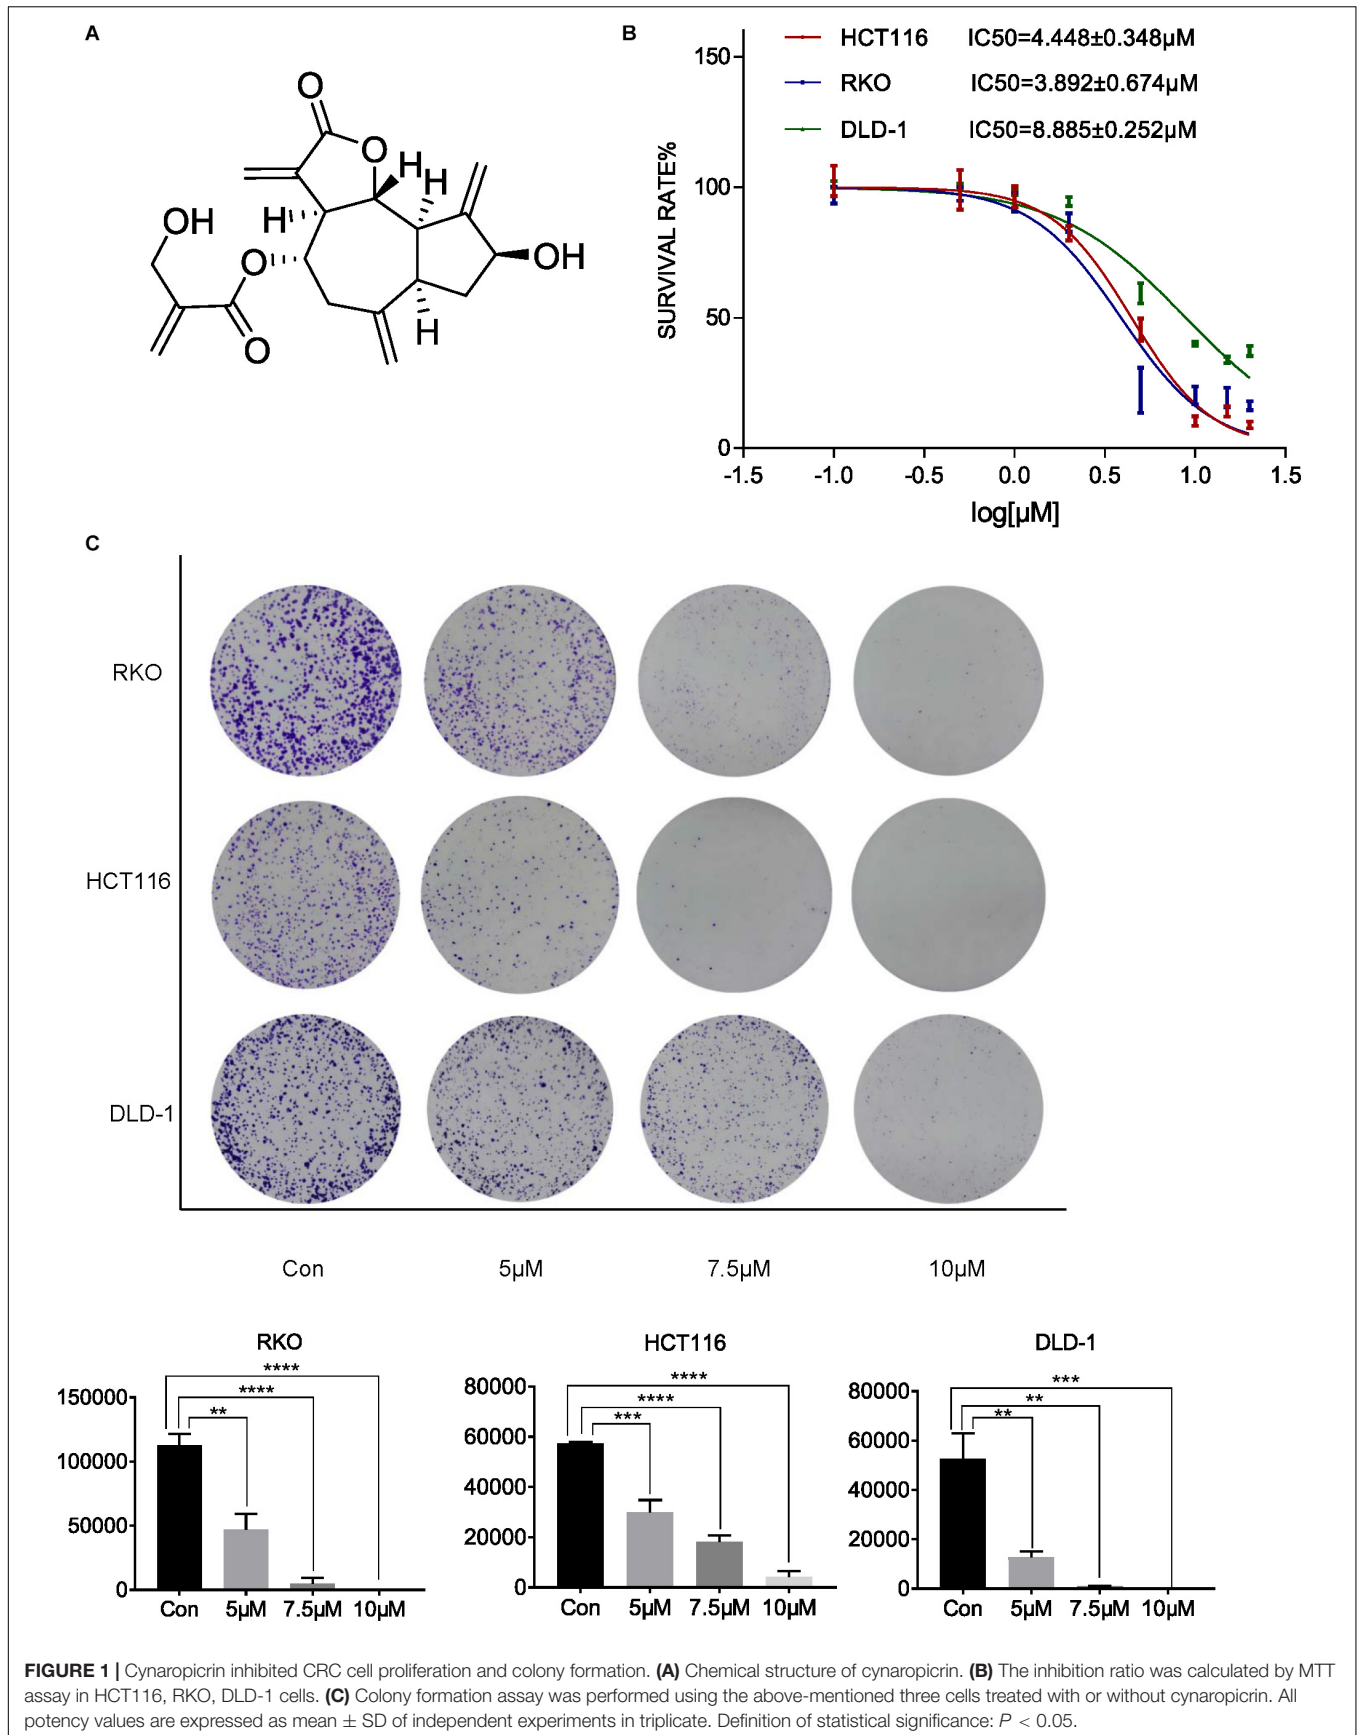 A
O
O
H
H
H
OH
O
O
H
OH
B
HCT116 IC50=4.448±0.348µM
RKO IC50=3.892±0.674µM
DLD-1 IC50=8.885±0.252µM
SURVIVAL RATE%
150
100
50
0
-1.5 -1.0 -0.5 0.0 0.5 1.0 1.5
log[µM]
C
RKO
HCT116
DLD-1
Con 5µM 7.5µM 10µM
RKO
****
****
**
150000
100000
50000
0
Con 5µM 7.5µM 10µM
HCT116
****
****
***
80000
60000
40000
20000
0
Con 5µM 7.5µM 10µM
DLD-1
***
**
**
80000
60000
40000
20000
0
Con 5µM 7.5µM 10µM
FIGURE 1 | Cynaropicrin inhibited CRC cell proliferation and colony formation. (A) Chemical structure of cynaropicrin. (B) The inhibition ratio was calculated by MTT
assay in HCT116, RKO, DLD-1 cells. (C) Colony formation assay was performed using the above-mentioned three cells treated with or without cynaropicrin. All
potency values are expressed as mean ± SD of independent experiments in triplicate. Definition of statistical significance: P < 0.05.